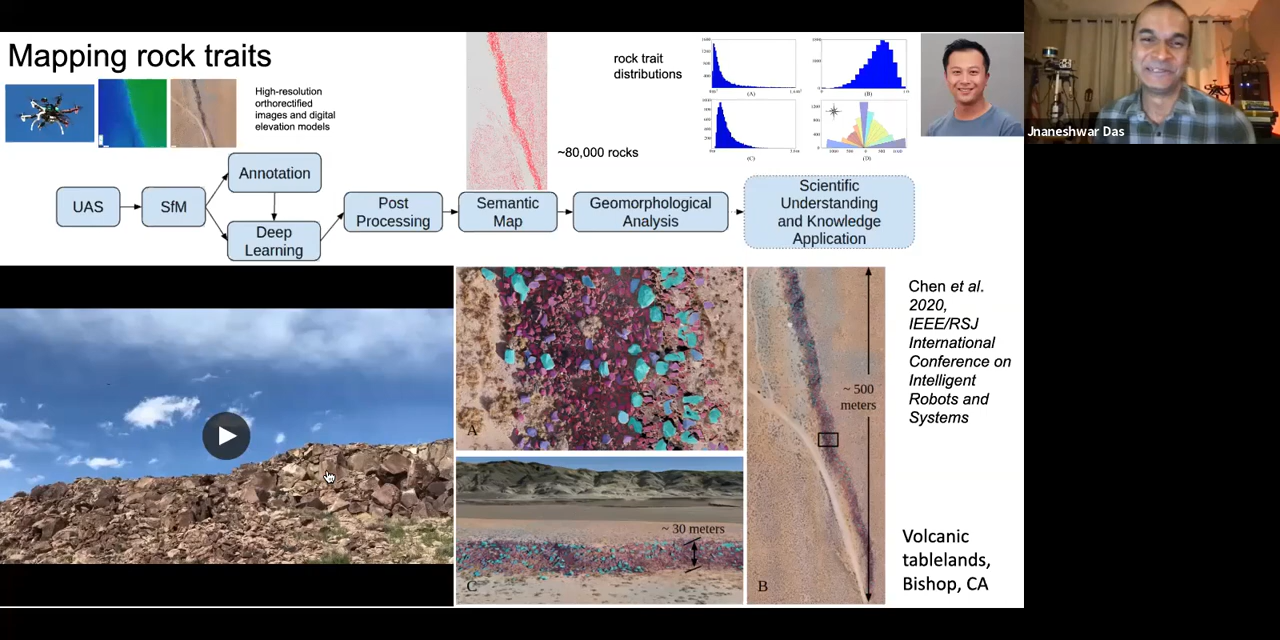 Mapping rock traits
High-resolution
orthorectified
images and digital
elevation models
~80,000 rocks
rock trait
distributions
(A)
(B)
(C)
(D)
Jhaneshwar Das
UAS
SfM
Annotation
Deep
Learning
Post
Processing
Semantic
Map
Geomorphological
Analysis
Scientific
Understanding
and Knowledge
Application
A
~ 30 meters
C
~ 500
meters
B
Chen et al.
2020,
IEEE/RSJ
International
Conference on
Intelligent
Robots and
Systems
Volcanic
tablelands,
Bishop, CA